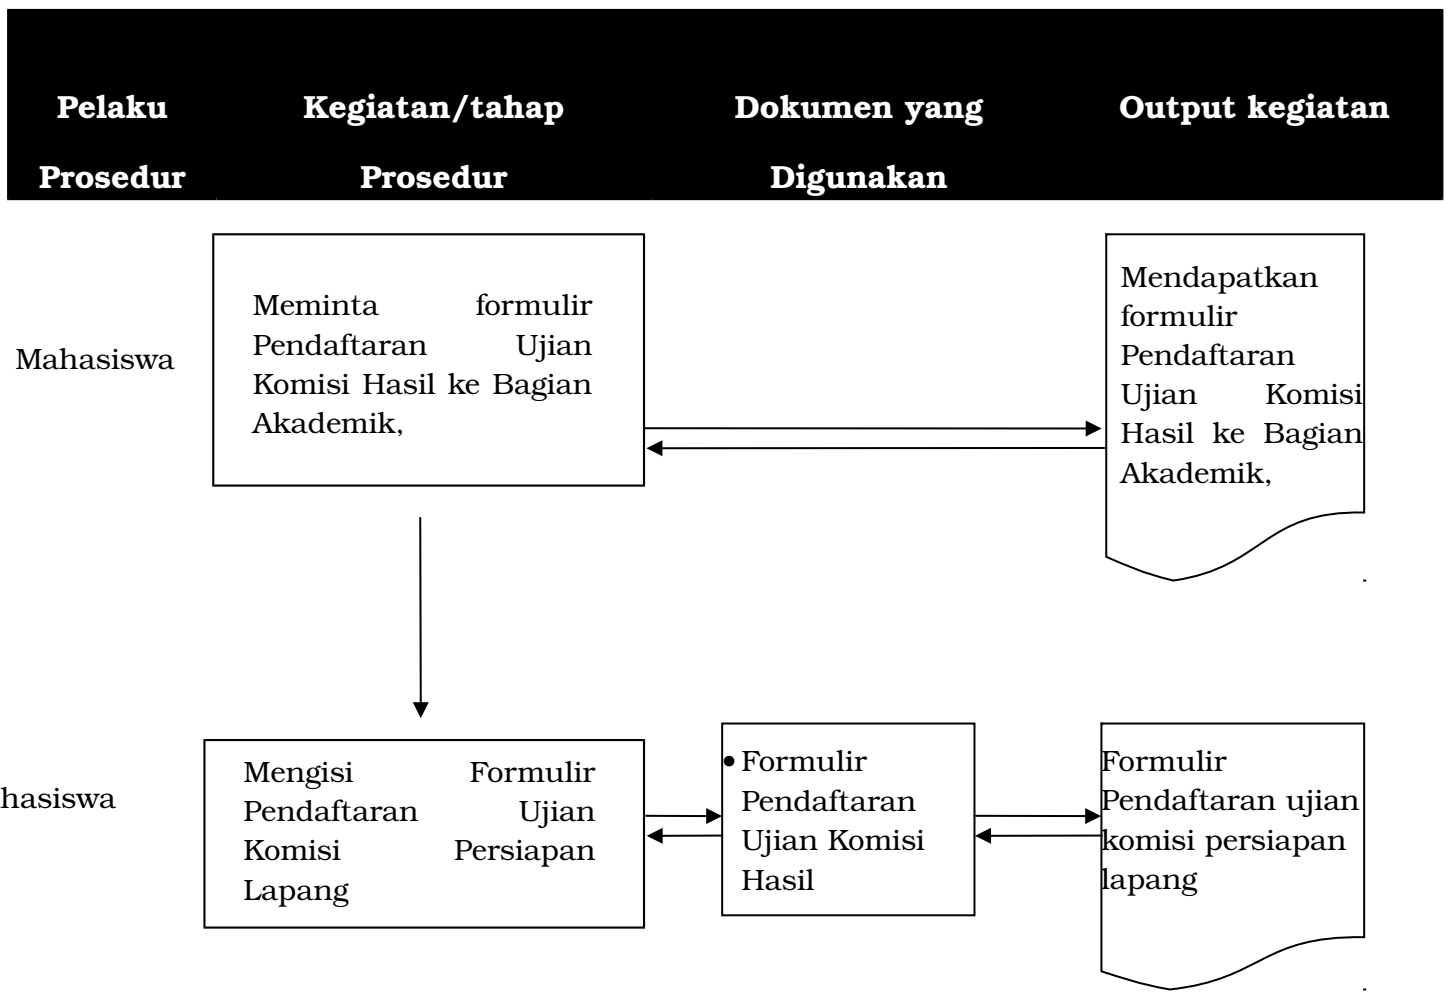 Pelaku
Prosedur
Kegiatan/tahap
Prosedur
Dokumen yang
Digunakan
Output kegiatan
Mahasiswa
Meminta formulir
Pendaftaran Ujian
Komisi Hasil ke Bagian
Akademik,
Mendapatkan
formulir
Pendaftaran
Ujian Komisi
Hasil ke Bagian
Akademik,
.
hasiswa
Mengisi Formulir
Pendaftaran Ujian
Komisi Persiapan
Lapang
• Formulir
Pendaftaran
Ujian Komisi
Hasil
Formulir
Pendaftaran ujian
komisi persiapan
lapang
.